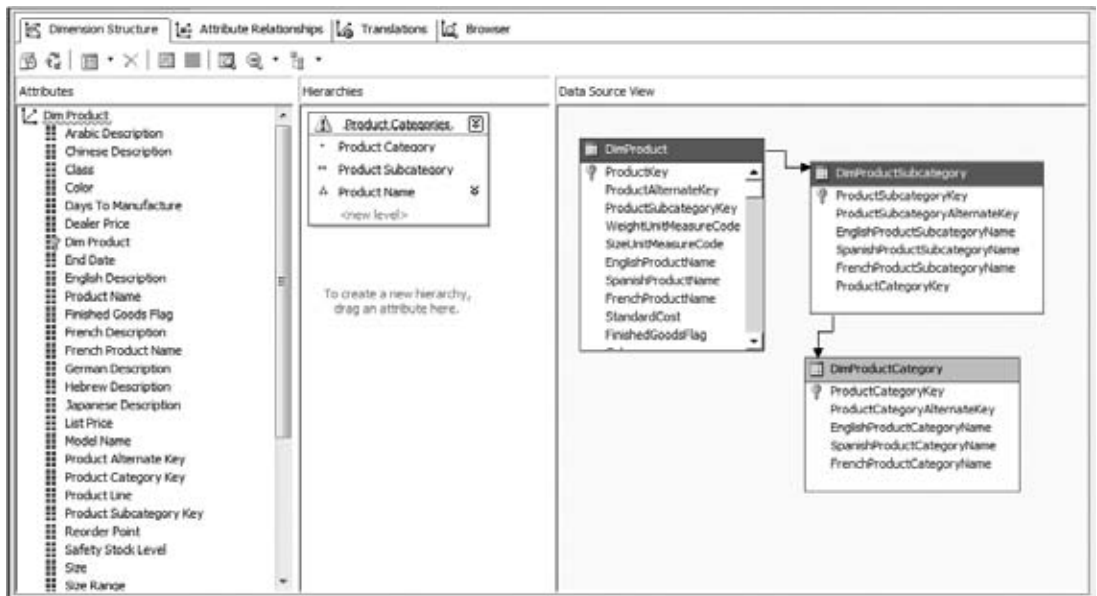 Dimension Structure Attribute Relationships Translations Browser
Attributes
Dim Product
Arabic Description
Chinese Description
Class
Color
Days To Manufacture
Dealer Price
Dim Product
End Date
English Description
Product Name
Finished Goods Flag
French Description
French Product Name
German Description
Hebrew Description
Japanese Description
List Price
Model Name
Product Alternate Key
Product Category Key
Product Line
Product Subcategory Key
Reorder Point
Safety Stock Level
Size
Size Range
Hierarchies
Product Categories
Product Category
Product Subcategory
Product Name
<new level>
To create a new hierarchy,
drag an attribute here.
Data Source View
DimProduct
ProductKey
ProductAlternateKey
ProductSubcategoryKey
WeightUnitMeasureCode
SizeUnitMeasureCode
EnglishProductName
SpanishProductName
FrenchProductName
StandardCost
FinishedGoodsFlag
DimProductSubcategory
ProductSubcategoryKey
ProductSubcategoryAlternateKey
EnglishProductSubcategoryName
SpanishProductSubcategoryName
FrenchProductSubcategoryName
ProductCategoryKey
DimProductCategory
ProductCategoryKey
ProductCategoryAlternateKey
EnglishProductCategoryName
SpanishProductCategoryName
FrenchProductCategoryName